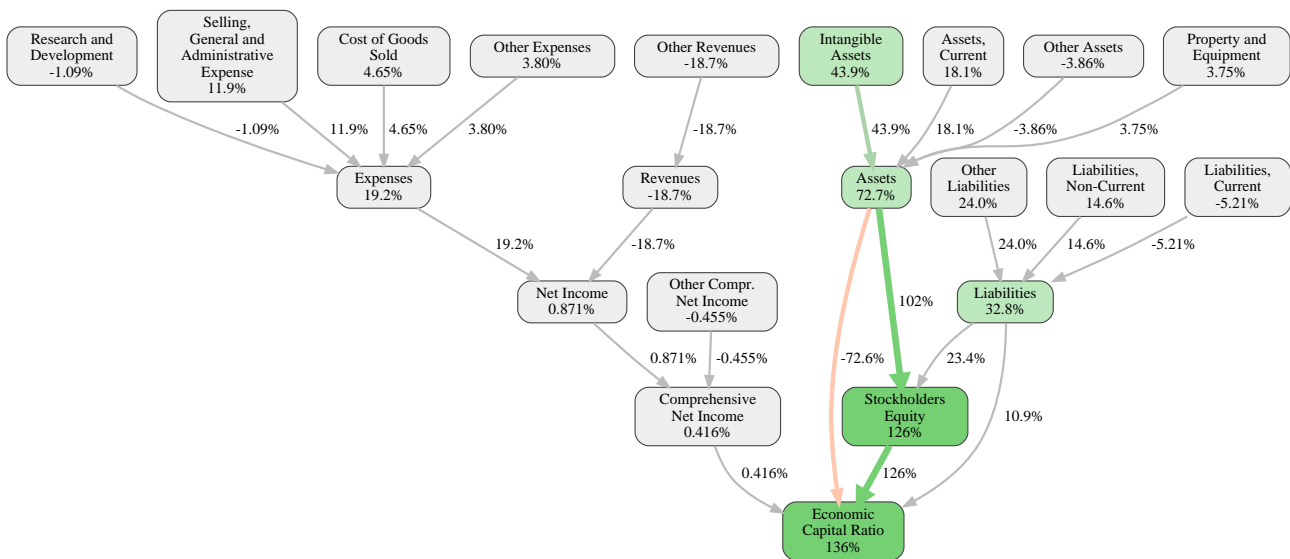 Research and
Development
-1.09%
Selling,
General and
Administrative
Expense
11.9%
Cost of Goods
Sold
4.65%
Other Expenses
3.80%
Other Revenues
-18.7%
Intangible
Assets
43.9%
Assets,
Current
18.1%
Other Assets
-3.86%
Property and
Equipment
3.75%
-1.09%
11.9%
4.65%
3.80%
-18.7%
43.9%
18.1%
-3.86%
3.75%
Expenses
19.2%
Revenues
-18.7%
Assets
72.7%
Other
Liabilities
24.0%
Liabilities,
Non-Current
14.6%
Liabilities,
Current
-5.21%
19.2%
-18.7%
24.0%
14.6%
-5.21%
Net Income
0.871%
Other Compr.
Net Income
-0.455%
102%
Liabilities
32.8%
0.871%
-0.455%
-72.6%
23.4%
Comprehensive
Net Income
0.416%
Stockholders
Equity
126%
10.9%
0.416%
126%
Economic
Capital Ratio
136%